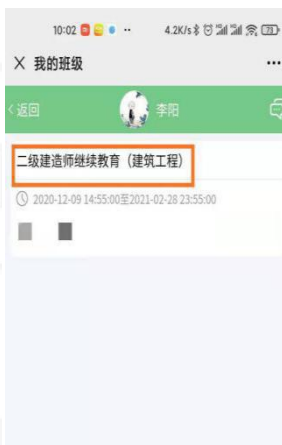 10:02 4.2K/s 71
× 我的班级 ...
<返回 李阳
二级建造师继续教育（建筑工程）
2020-12-09 14:55:00至2021-02-28 23:55:00